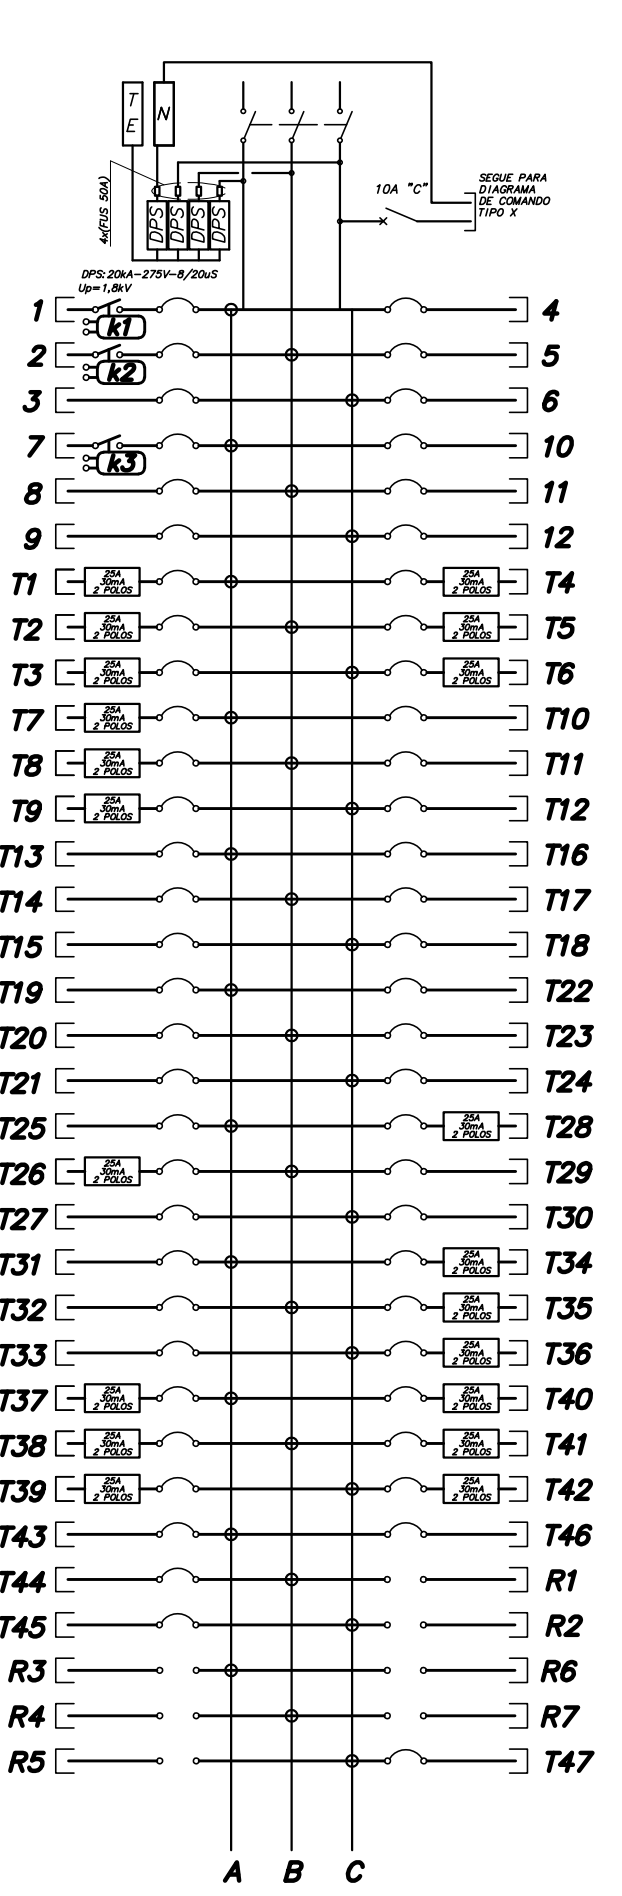 T
E
N
4x(FUS 50A)
DPS
DPS
DPS
DPS
10A "C"
SEGUE PARA
DIAGRAMA
DE COMANDO
TIPO X
DPS: 20kA-275V-8/20uS
Up=1,8kV
1 4
k1
2 5
k2
3 6
7 10
k3
8 11
9 12
T1 25A 30mA 2 POLOS 25A 30mA 2 POLOS T4
T2 25A 30mA 2 POLOS 25A 30mA 2 POLOS T5
T3 25A 30mA 2 POLOS 25A 30mA 2 POLOS T6
T7 25A 30mA 2 POLOS T10
T8 25A 30mA 2 POLOS T11
T9 25A 30mA 2 POLOS T12
T13 T16
T14 T17
T15 T18
T19 T22
T20 T23
T21 T24
T25 25A 30mA 2 POLOS T28
T26 25A 30mA 2 POLOS T29
T27 T30
T31 25A 30mA 2 POLOS T34
T32 25A 30mA 2 POLOS T35
T33 25A 30mA 2 POLOS T36
T37 25A 30mA 2 POLOS 25A 30mA 2 POLOS T40
T38 25A 30mA 2 POLOS 25A 30mA 2 POLOS T41
T39 25A 30mA 2 POLOS 25A 30mA 2 POLOS T42
T43 T46
T44 R1
T45 R2
R3 R6
R4 R7
R5 T47
A B C